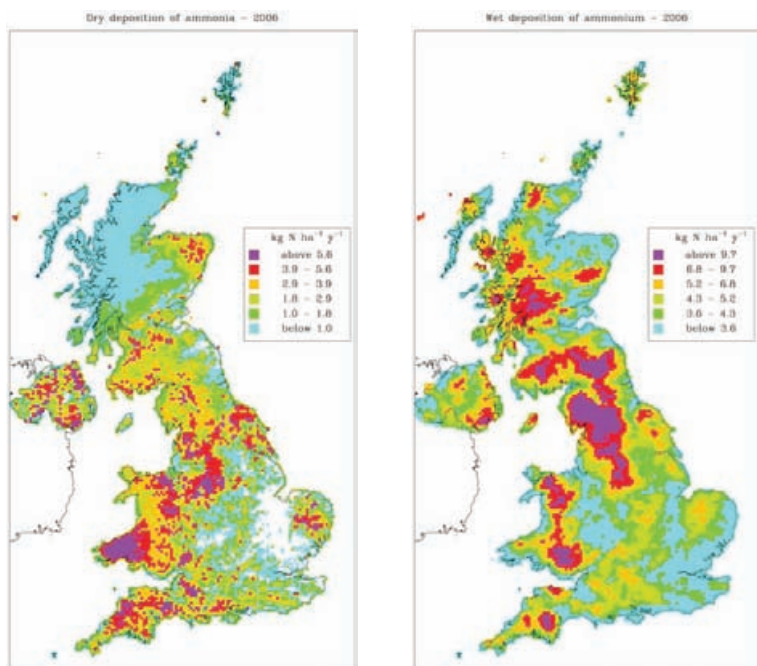 Dry deposition of ammonia – 2006
kg N ha⁻¹ y⁻¹
above 5.6
3.9 – 5.6
2.9 – 3.9
1.8 – 2.9
1.0 – 1.8
below 1.0
Wet deposition of ammonium – 2006
kg N ha⁻¹ y⁻¹
above 9.7
6.8 – 9.7
5.2 – 6.8
4.3 – 5.2
3.6 – 4.3
below 3.6